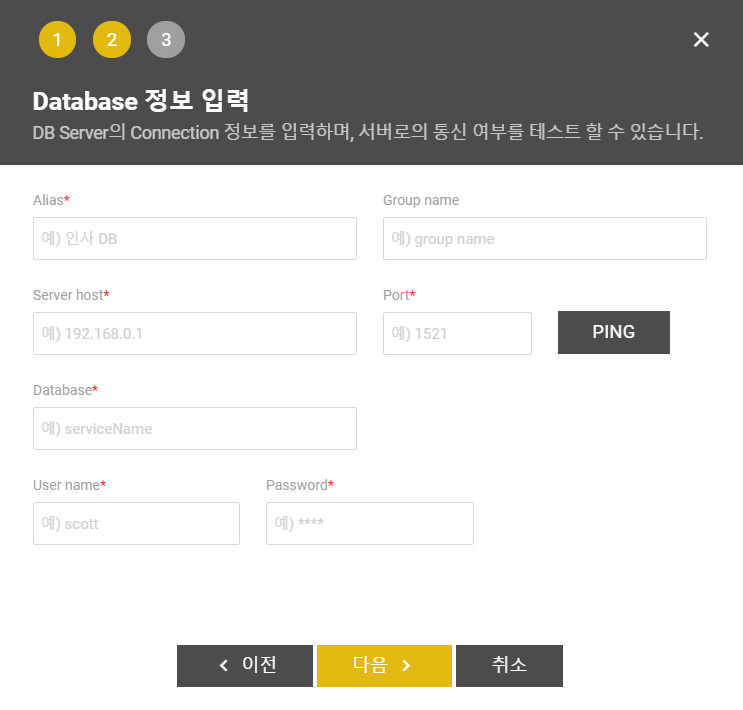 1 2 3 ×
Database 정보 입력
DB Server의 Connection 정보를 입력하며, 서버로의 통신 여부를 테스트 할 수 있습니다.
Alias* Group name
예) 인사 DB 예) group name
Server host* Port*
예) 192.168.0.1 예) 1521 PING
Database*
예) serviceName
User name* Password*
예) scott 예) ****
이전 다음 취소